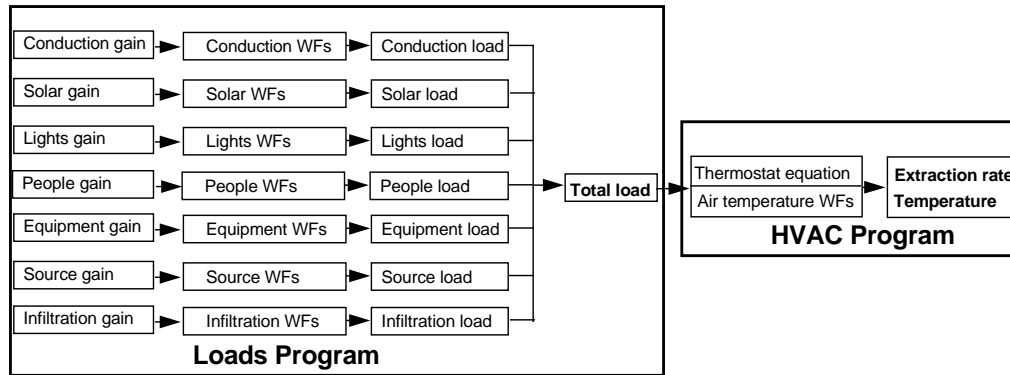 Conduction gain
Conduction WFs
Conduction load
Solar gain
Solar WFs
Solar load
Lights gain
Lights WFs
Lights load
People gain
People WFs
People load
Equipment gain
Equipment WFs
Equipment load
Source gain
Source WFs
Source load
Infiltration gain
Infiltration WFs
Infiltration load
Loads Program
Total load
Thermostat equation
Air temperature WFs
Extraction rate
Temperature
HVAC Program